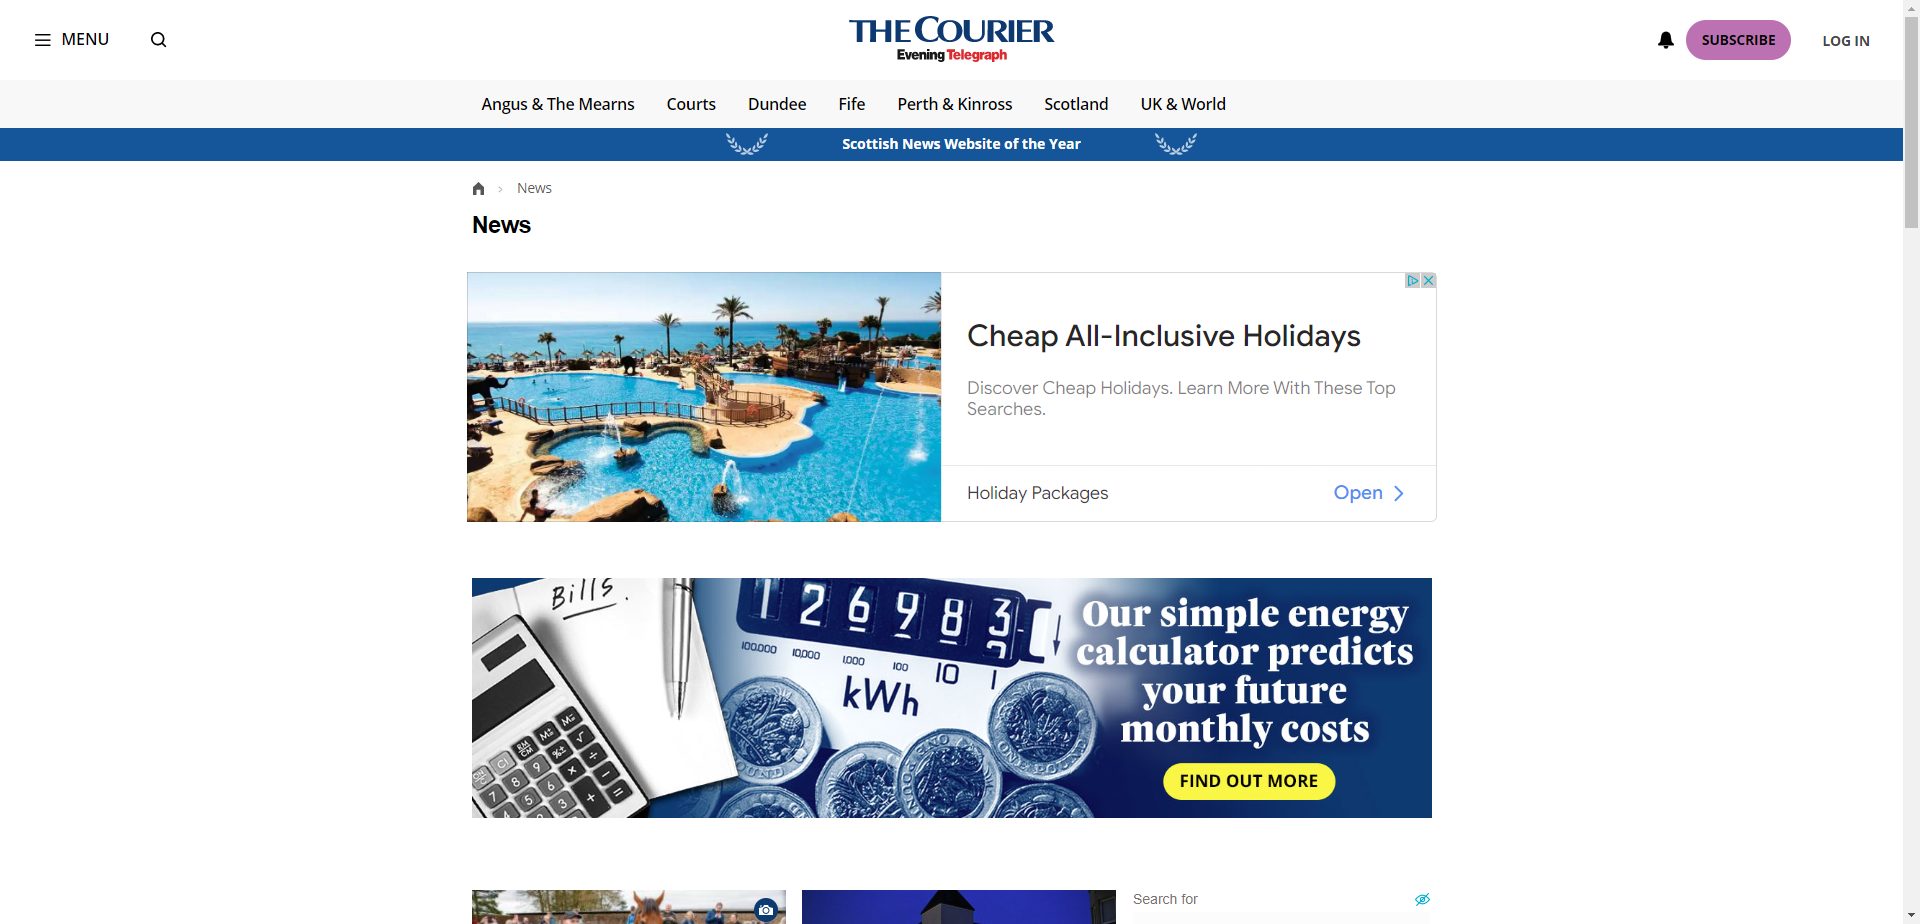 MENU
THE COURIER
Evening Telegraph
SUBSCRIBE
LOG IN
Angus & The Mearns
Courts
Dundee
Fife
Perth & Kinross
Scotland
UK & World
Scottish News Website of the Year
News
News
Cheap All-Inclusive Holidays
Discover Cheap Holidays. Learn More With These Top
Searches.
Holiday Packages
Open
Bills.
1 2 6 9 8 3
100,000 10,000 1,000 100 10 1
kWh
Our simple energy
calculator predicts
your future
monthly costs
FIND OUT MORE
Search for